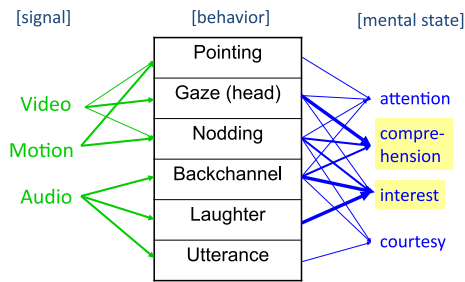 [signal] [behavior] [mental state]
Pointing
Gaze (head)
Nodding
Backchannel
Laughter
Utterance
Video
Motion
Audio
attention
compre-
hension
interest
courtesy